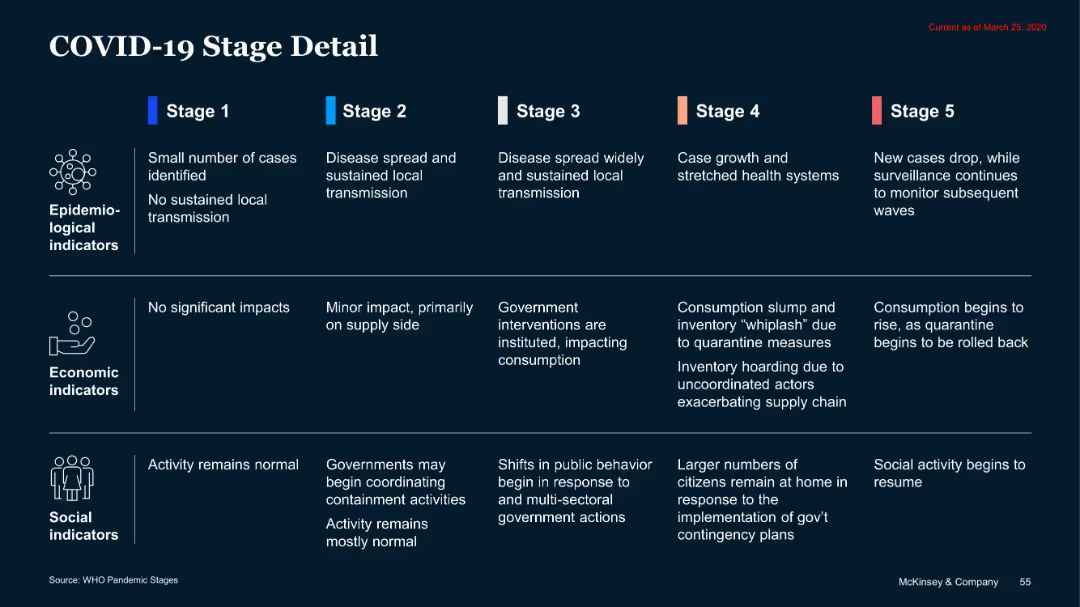 Current as of March 25, 2020
COVID-19 Stage Detail
Stage 1
Stage 2
Stage 3
Stage 4
Stage 5
Epidemio-
logical
indicators
Small number of cases
identified
No sustained local
transmission
Disease spread and
sustained local
transmission
Disease spread widely
and sustained local
transmission
Case growth and
stretched health systems
New cases drop, while
surveillance continues
to monitor subsequent
waves
Economic
indicators
No significant impacts
Minor impact, primarily
on supply side
Government
interventions are
instituted, impacting
consumption
Consumption slump and
inventory “whiplash” due
to quarantine measures
Inventory hoarding due to
uncoordinated actors
exacerbating supply chain
Consumption begins to
rise, as quarantine
begins to be rolled back
Social
indicators
Activity remains normal
Governments may
begin coordinating
containment activities
Activity remains
mostly normal
Shifts in public behavior
begin in response to
and multi-sectoral
government actions
Larger numbers of
citizens remain at home in
response to the
implementation of gov’t
contingency plans
Social activity begins to
resume
Source: WHO Pandemic Stages
McKinsey & Company 55